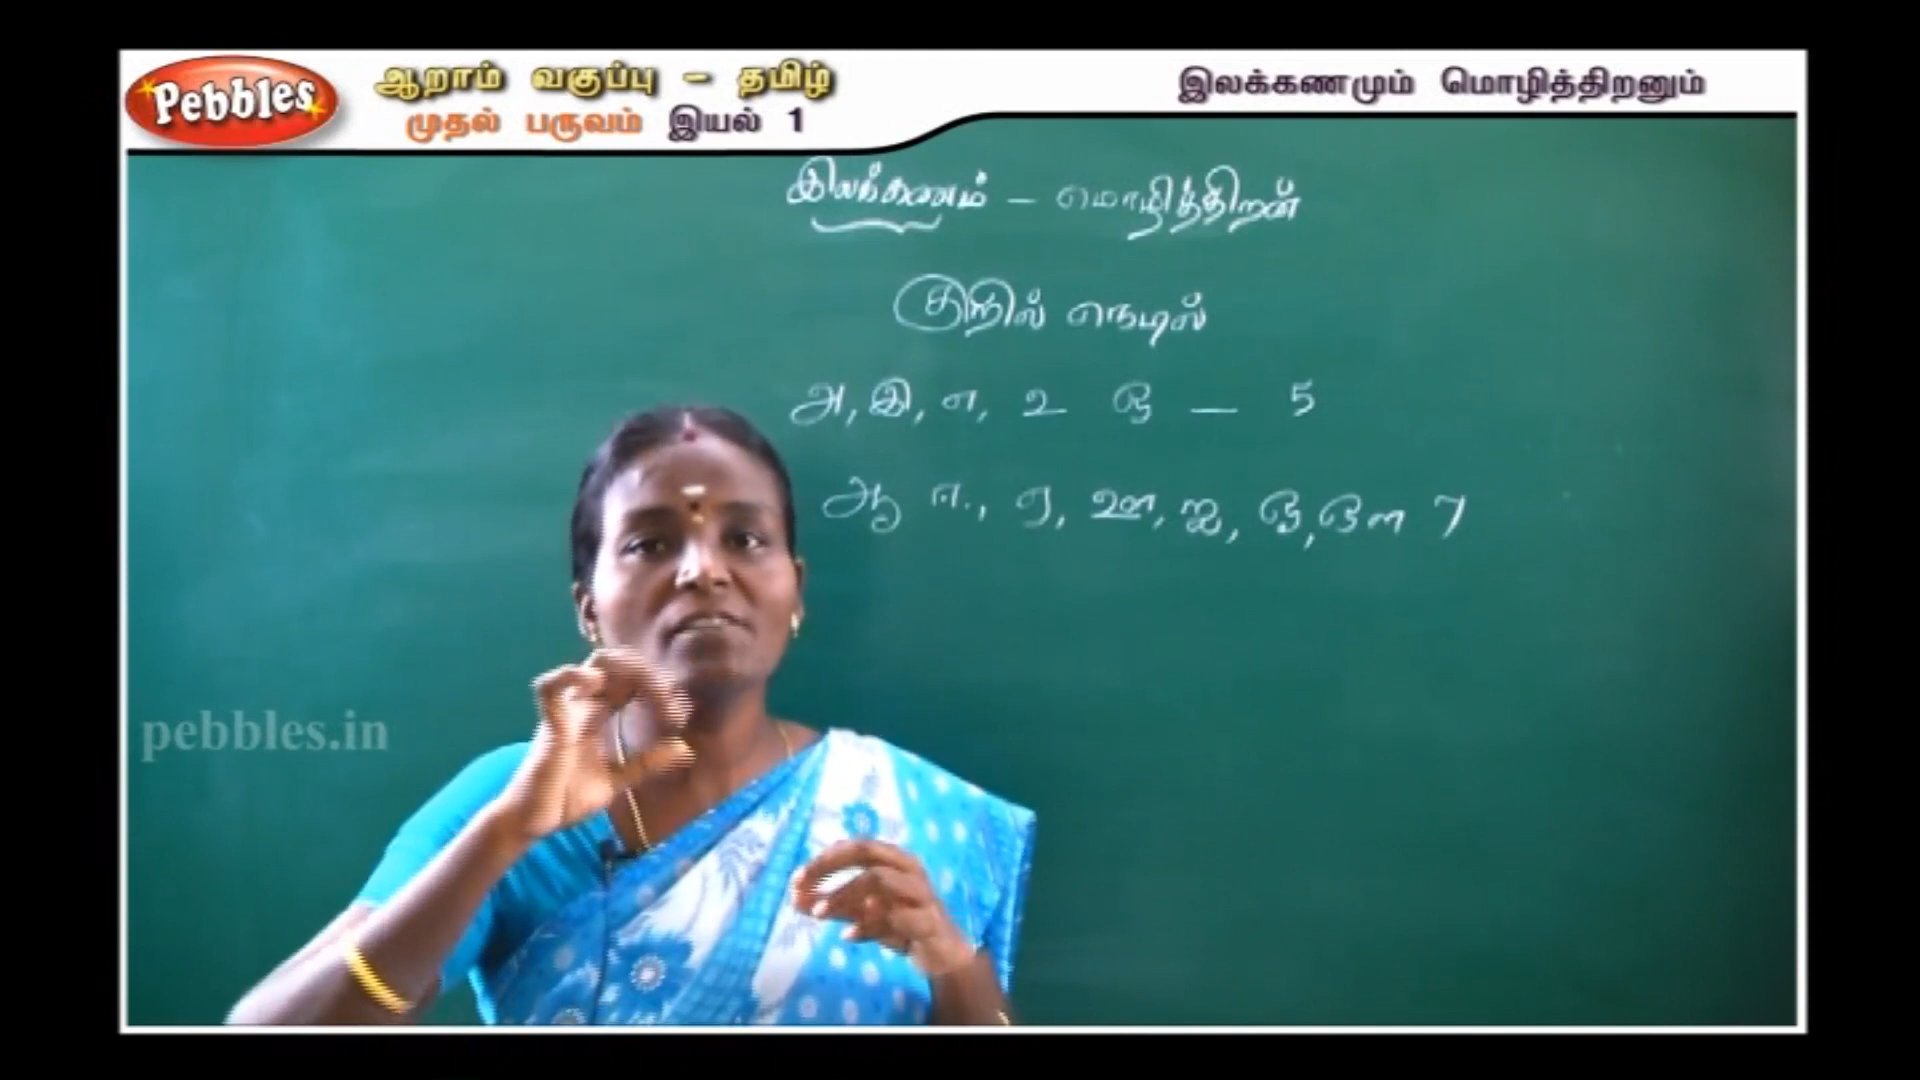 Pebbles
ஆறாம் வகுப்பு – தமிழ்
முதல் பருவம் இயல் 1
இலக்கணமும் மொழித்திறனும்
இலக்கணம் – மொழித்திறன்
குறில் நெடில்
அ, இ, எ, உ ஒ – 5
ஆ ஈ, ஏ, ஊ, ஐ, ஓ, ஔ 7
pebbles.in